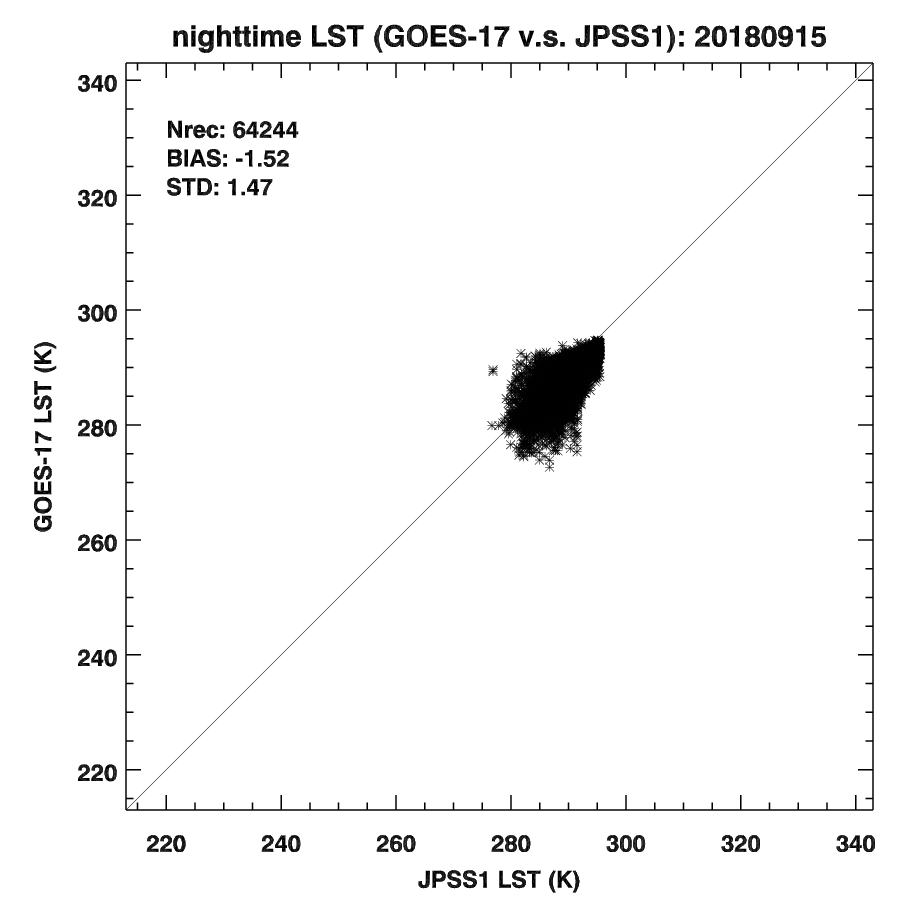 nighttime LST (GOES-17 v.s. JPSS1): 20180915
Nrec: 64244
BIAS: -1.52
STD: 1.47
340
320
300
280
260
240
220
GOES-17 LST (K)
220 240 260 280 300 320 340
JPSS1 LST (K)